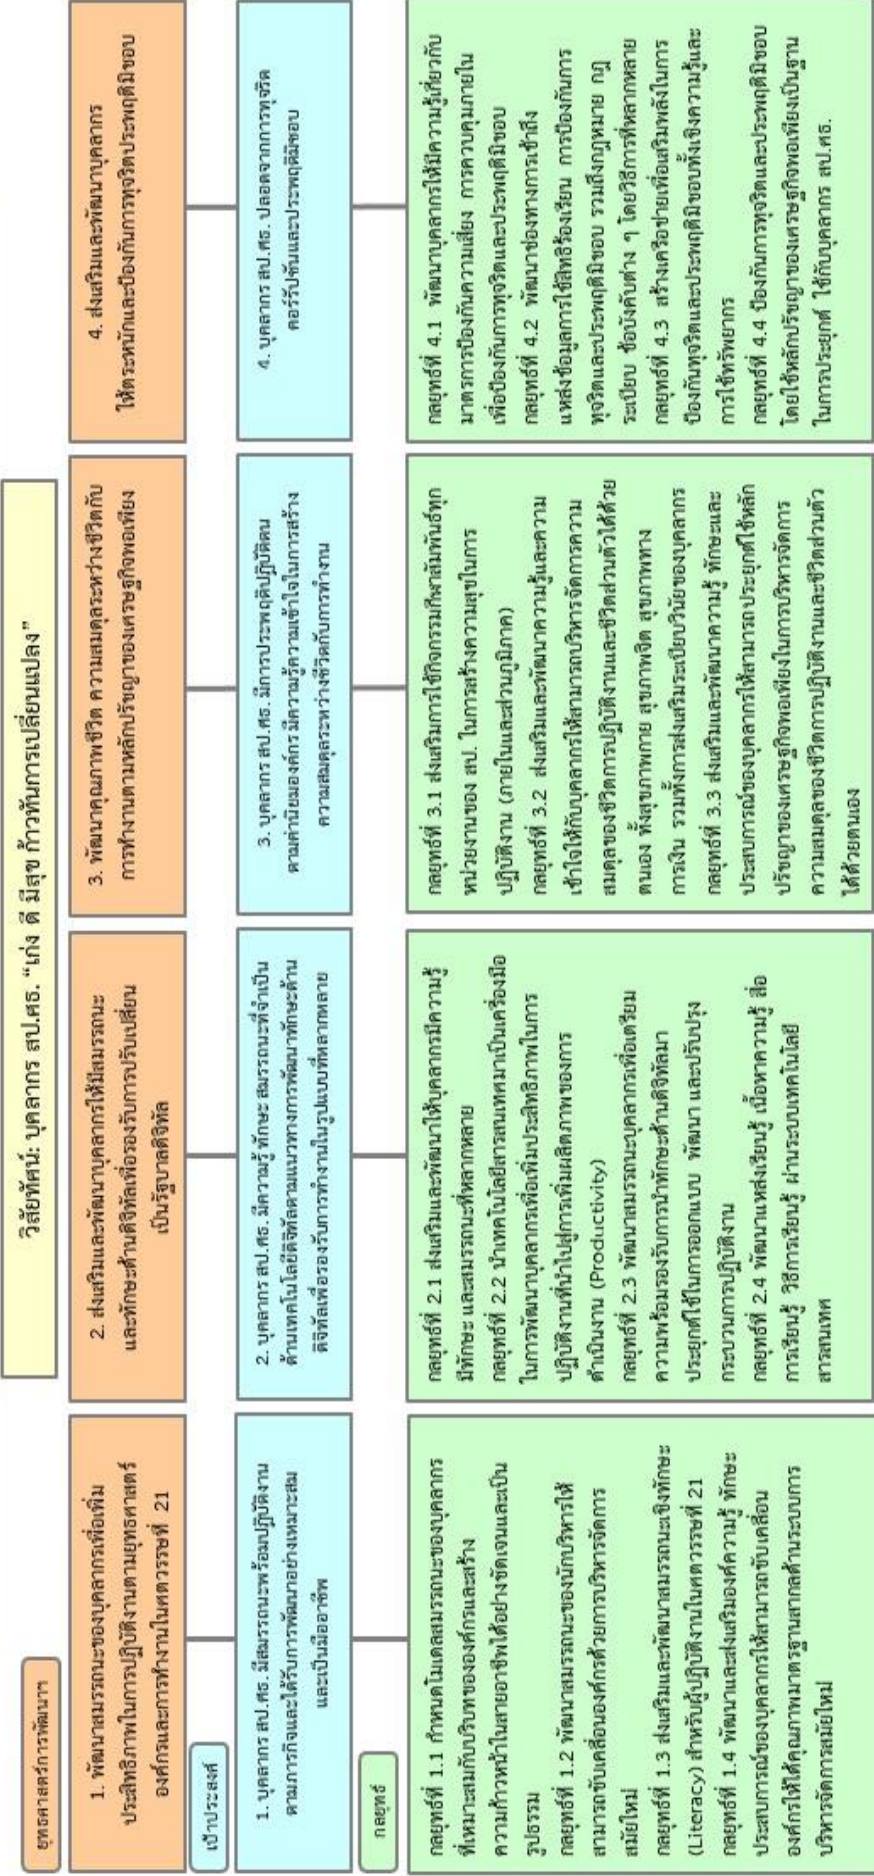 วิสัยทัศน์: บุคลากร สป.ศธ. “เก่ง ดี มีสุข ก้าวทันการเปลี่ยนแปลง”
ยุทธศาสตร์การพัฒนาฯ
1. พัฒนาสมรรถนะของบุคลากรเพื่อเพิ่ม
ประสิทธิภาพในการปฏิบัติงานตามยุทธศาสตร์
องค์กรและการทำงานในศตวรรษที่ 21
2. ส่งเสริมและพัฒนาบุคลากรให้มีสมรรถนะ
และทักษะด้านดิจิทัลเพื่อรองรับการปรับเปลี่ยน
เป็นรัฐบาลดิจิทัล
3. พัฒนาคุณภาพชีวิต ความสมดุลระหว่างชีวิตกับ
การทำงานตามหลักปรัชญาของเศรษฐกิจพอเพียง
4. ส่งเสริมและพัฒนาบุคลากร
ให้ตระหนักและป้องกันการทุจริตประพฤติมิชอบ
เป้าประสงค์
1. บุคลากร สป.ศธ. มีสมรรถนะพร้อมปฏิบัติงาน
ตามภารกิจและได้รับการพัฒนาอย่างเหมาะสม
และเป็นมืออาชีพ
2. บุคลากร สป.ศธ. มีความรู้ ทักษะ สมรรถนะที่จำเป็น
ด้านเทคโนโลยีดิจิทัลตามแนวทางการพัฒนาทักษะด้าน
ดิจิทัลเพื่อรองรับการทำงานในรูปแบบที่หลากหลาย
3. บุคลากร สป.ศธ. มีการประพฤติปฏิบัติตน
ตามค่านิยมองค์กร มีความรู้ความเข้าใจในการสร้าง
ความสมดุลระหว่างชีวิตกับการทำงาน
4. บุคลากร สป.ศธ. ปลอดจากการทุจริต
คอร์รัปชันและประพฤติมิชอบ
กลยุทธ์
กลยุทธ์ที่ 1.1 กำหนดโมเดลสมรรถนะของบุคลากร
ที่เหมาะสมกับบริบทขององค์กรและสร้าง
ความก้าวหน้าในสายอาชีพได้อย่างชัดเจนและเป็น
รูปธรรม
กลยุทธ์ที่ 1.2 พัฒนาสมรรถนะของนักบริหารให้
สามารถขับเคลื่อนองค์กรด้วยการบริหารจัดการ
สมัยใหม่
กลยุทธ์ที่ 1.3 ส่งเสริมและพัฒนาสมรรถนะเชิงทักษะ
(Literacy) สำหรับผู้ปฏิบัติงานในศตวรรษที่ 21
กลยุทธ์ที่ 1.4 พัฒนาและส่งเสริมองค์ความรู้ ทักษะ
ประสบการณ์ของบุคลากรให้สามารถขับเคลื่อน
องค์กรให้ได้คุณภาพมาตรฐานสากลด้านระบบการ
บริหารจัดการสมัยใหม่
กลยุทธ์ที่ 2.1 ส่งเสริมและพัฒนาให้บุคลากรมีความรู้
มีทักษะ และสมรรถนะที่หลากหลาย
กลยุทธ์ที่ 2.2 นำเทคโนโลยีสารสนเทศมาเป็นเครื่องมือ
ในการพัฒนาบุคลากรเพื่อเพิ่มประสิทธิภาพในการ
ปฏิบัติงานที่นำไปสู่การเพิ่มผลิตภาพของการ
ดำเนินงาน (Productivity)
กลยุทธ์ที่ 2.3 พัฒนาสมรรถนะบุคลากรเพื่อเตรียม
ความพร้อมรองรับการนำทักษะด้านดิจิทัลมา
ประยุกต์ใช้ในการออกแบบ พัฒนา และปรับปรุง
กระบวนการปฏิบัติงาน
กลยุทธ์ที่ 2.4 พัฒนาแหล่งเรียนรู้ เนื้อหาความรู้ สื่อ
การเรียนรู้ วิธีการเรียนรู้ ผ่านระบบเทคโนโลยี
สารสนเทศ
กลยุทธ์ที่ 3.1 ส่งเสริมการใช้กิจกรรมกีฬาสัมพันธ์ทุก
หน่วยงานของ สป. ในการสร้างความสุขในการ
ปฏิบัติงาน (ภายในและส่วนภูมิภาค)
กลยุทธ์ที่ 3.2 ส่งเสริมและพัฒนาความรู้และความ
เข้าใจให้กับบุคลากรให้สามารถบริหารจัดการความ
สมดุลของชีวิตการปฏิบัติงานและชีวิตส่วนตัวได้ด้วย
ตนเอง ทั้งสุขภาพกาย สุขภาพจิต สุขภาพทาง
การเงิน รวมทั้งการส่งเสริมระเบียบวินัยของบุคลากร
กลยุทธ์ที่ 3.3 ส่งเสริมและพัฒนาความรู้ ทักษะและ
ประสบการณ์ของบุคลากรให้สามารถประยุกต์ใช้หลัก
ปรัชญาของเศรษฐกิจพอเพียงในการบริหารจัดการ
ความสมดุลของชีวิตการปฏิบัติงานและชีวิตส่วนตัว
ได้ด้วยตนเอง
กลยุทธ์ที่ 4.1 พัฒนาบุคลากรให้มีความรู้เกี่ยวกับ
มาตรการป้องกันความเสี่ยง การควบคุมภายใน
เพื่อป้องกันการทุจริตและประพฤติมิชอบ
กลยุทธ์ที่ 4.2 พัฒนาช่องทางการเข้าถึง
แหล่งข้อมูลการใช้สิทธิร้องเรียน การป้องกันการ
ทุจริตและประพฤติมิชอบ รวมถึงกฎหมาย กฎ
ระเบียบ ข้อบังคับต่าง ๆ โดยวิธีการที่หลากหลาย
กลยุทธ์ที่ 4.3 สร้างเครือข่ายเพื่อเสริมพลังในการ
ป้องกันทุจริตและประพฤติมิชอบทั้งเชิงความรู้และ
การใช้ทรัพยากร
กลยุทธ์ที่ 4.4 ป้องกันการทุจริตและประพฤติมิชอบ
โดยใช้หลักปรัชญาของเศรษฐกิจพอเพียงเป็นฐาน
ในการประยุกต์ ใช้กับบุคลากร สป.ศธ.